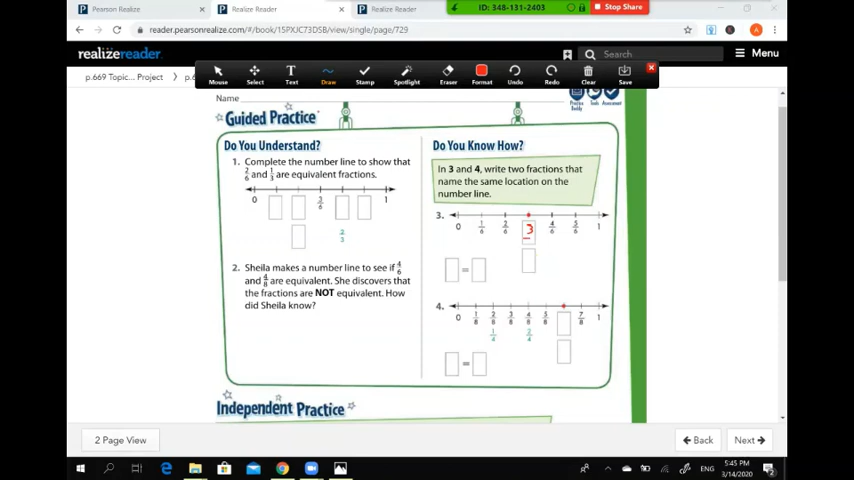 Pearson Realize
Realize Reader
Realize Reader
ID: 348-131-2403
Stop Share
reader.pearsonrealize.com/#/book/15PXJC73DSB/view/single/page/729
realizereader
Search
Menu
p.669 Topic... Project
Mouse
Select
Text
Draw
Stamp
Spotlight
Eraser
Format
Undo
Redo
Clear
Save
Name
Practice Buddy
Tools
Assessment
Guided Practice
Do You Understand?
1. Complete the number line to show that
2/6 and 1/3 are equivalent fractions.
0 3/6 1
2/3
2. Sheila makes a number line to see if 4/6
and 4/8 are equivalent. She discovers that
the fractions are NOT equivalent. How
did Sheila know?
Do You Know How?
In 3 and 4, write two fractions that
name the same location on the
number line.
3.
0 1/6 2/6 3 4/6 5/6 1
=
4.
0 1/8 2/8 3/8 4/8 5/8 7/8 1
1/4 2/4
=
Independent Practice
2 Page View
Back
Next
ENG
5:45 PM
3/14/2020